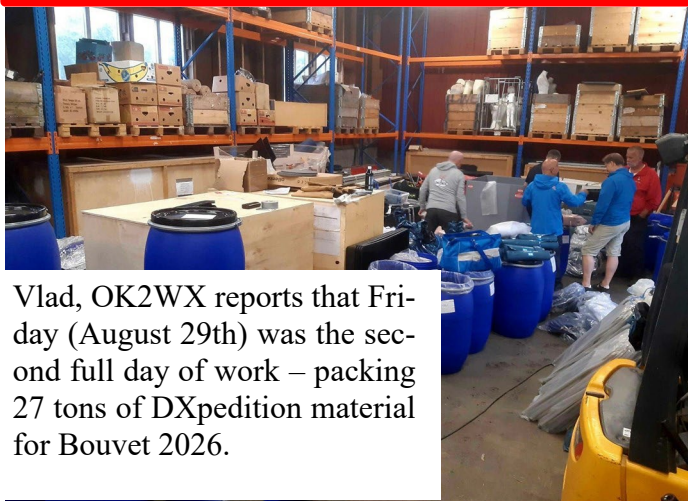 Vlad, OK2WX reports that Fri-
day (August 29th) was the sec-
ond full day of work – packing
27 tons of DXpedition material
for Bouvet 2026.